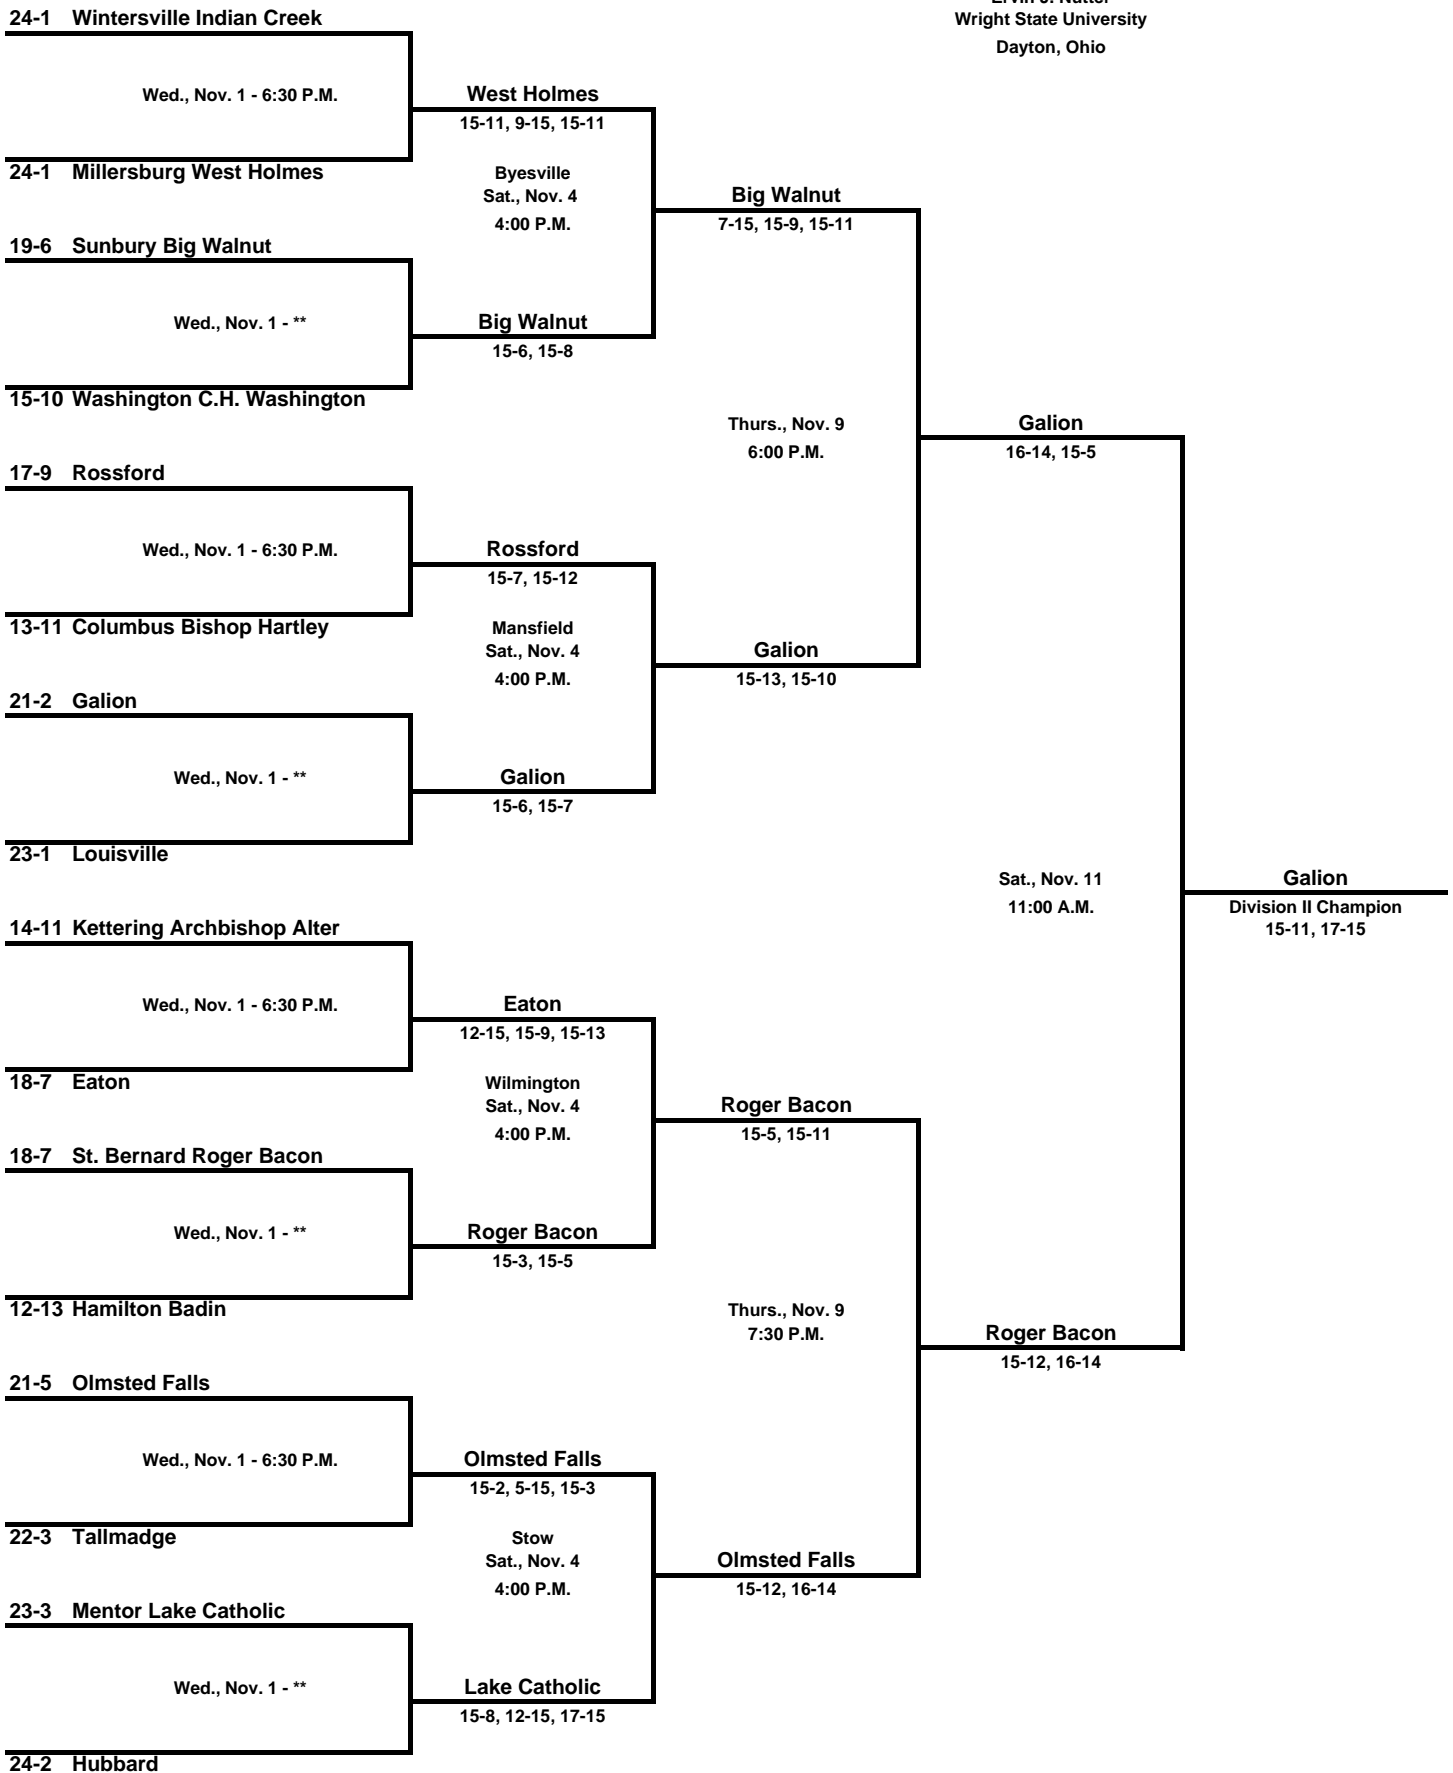 Ervin J. Nutter
24-1 Wintersville Indian Creek
Wright State University
Dayton, Ohio
Wed., Nov. 1 - 6:30 P.M.
West Holmes
15-11, 9-15, 15-11
24-1 Millersburg West Holmes
Byesville
Sat., Nov. 4
4:00 P.M.
Big Walnut
7-15, 15-9, 15-11
19-6 Sunbury Big Walnut
Wed., Nov. 1 - **
Big Walnut
15-6, 15-8
15-10 Washington C.H. Washington
Thurs., Nov. 9
6:00 P.M.
Galion
16-14, 15-5
17-9 Rossford
Wed., Nov. 1 - 6:30 P.M.
Rossford
15-7, 15-12
13-11 Columbus Bishop Hartley
Mansfield
Sat., Nov. 4
4:00 P.M.
Galion
15-13, 15-10
21-2 Galion
Wed., Nov. 1 - **
Galion
15-6, 15-7
23-1 Louisville
Sat., Nov. 11
11:00 A.M.
Galion
Division II Champion
15-11, 17-15
14-11 Kettering Archbishop Alter
Wed., Nov. 1 - 6:30 P.M.
Eaton
12-15, 15-9, 15-13
18-7 Eaton
Wilmington
Sat., Nov. 4
4:00 P.M.
Roger Bacon
15-5, 15-11
18-7 St. Bernard Roger Bacon
Wed., Nov. 1 - **
Roger Bacon
15-3, 15-5
12-13 Hamilton Badin
Thurs., Nov. 9
7:30 P.M.
Roger Bacon
15-12, 16-14
21-5 Olmsted Falls
Wed., Nov. 1 - 6:30 P.M.
Olmsted Falls
15-2, 5-15, 15-3
22-3 Tallmadge
Stow
Sat., Nov. 4
4:00 P.M.
Olmsted Falls
15-12, 16-14
23-3 Mentor Lake Catholic
Wed., Nov. 1 - **
Lake Catholic
15-8, 12-15, 17-15
24-2 Hubbard